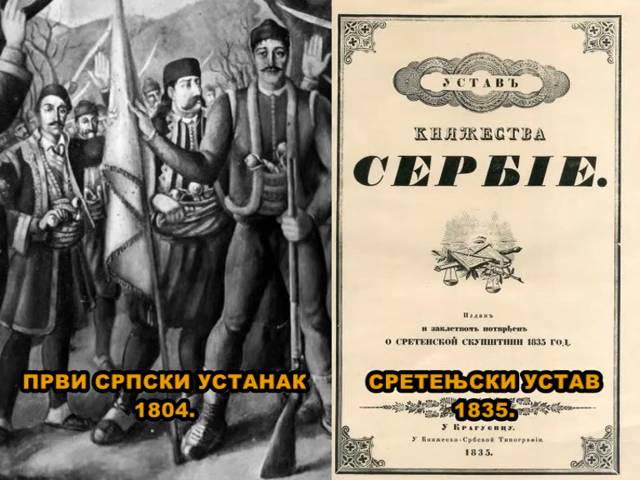 ПРВИ СРПСКИ УСТАНАК
1804.
УСТАВЪ
КНЯЖЕСТВА
СЕРБІЕ.
Издань
и заклетвомъ потврђенъ
О СРЕТЕНСКОЙ СКУПШТИНИ 1835 ГОД.
СРЕТЕЊСКИ УСТАВ
1835.
У Крагуевцу.
У Княжеско-Србской Типографіи.
1835.